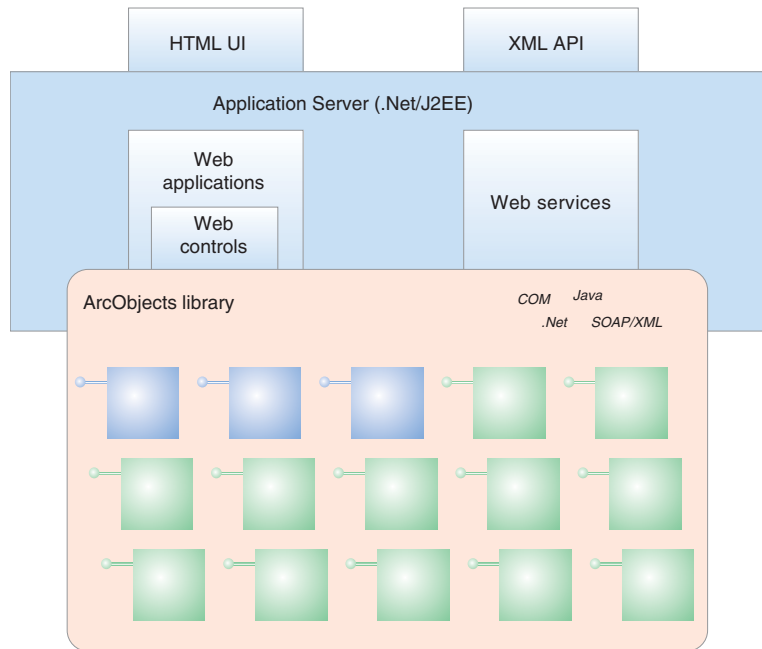 HTML UI
XML API
Application Server (.Net/J2EE)
Web
applications
Web services
Web
controls
ArcObjects library
COM
Java
.Net
SOAP/XML